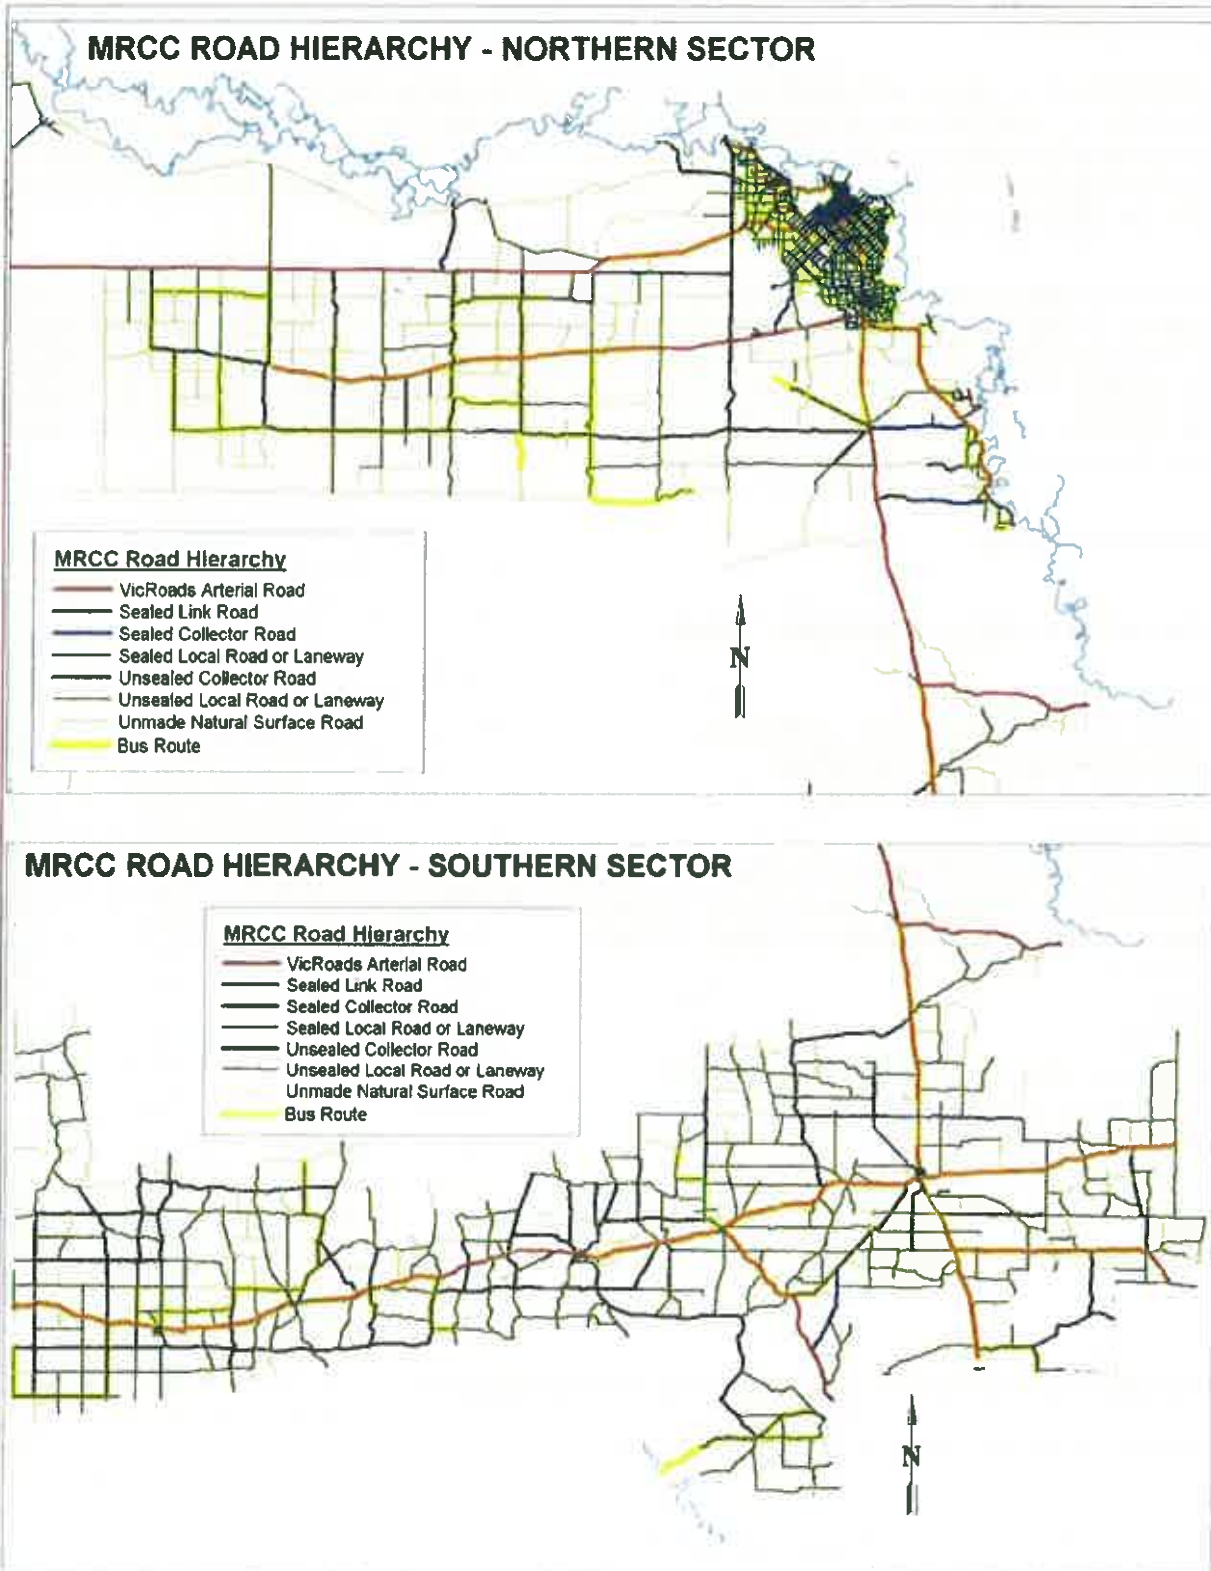 MRCC ROAD HIERARCHY - NORTHERN SECTOR
MRCC Road Hierarchy
VicRoads Arterial Road
Sealed Link Road
Sealed Collector Road
Sealed Local Road or Laneway
Unsealed Collector Road
Unsealed Local Road or Laneway
Unmade Natural Surface Road
Bus Route
N
MRCC ROAD HIERARCHY - SOUTHERN SECTOR
MRCC Road Hierarchy
VicRoads Arterial Road
Sealed Link Road
Sealed Collector Road
Sealed Local Road or Laneway
Unsealed Collector Road
Unsealed Local Road or Laneway
Unmade Natural Surface Road
Bus Route
N